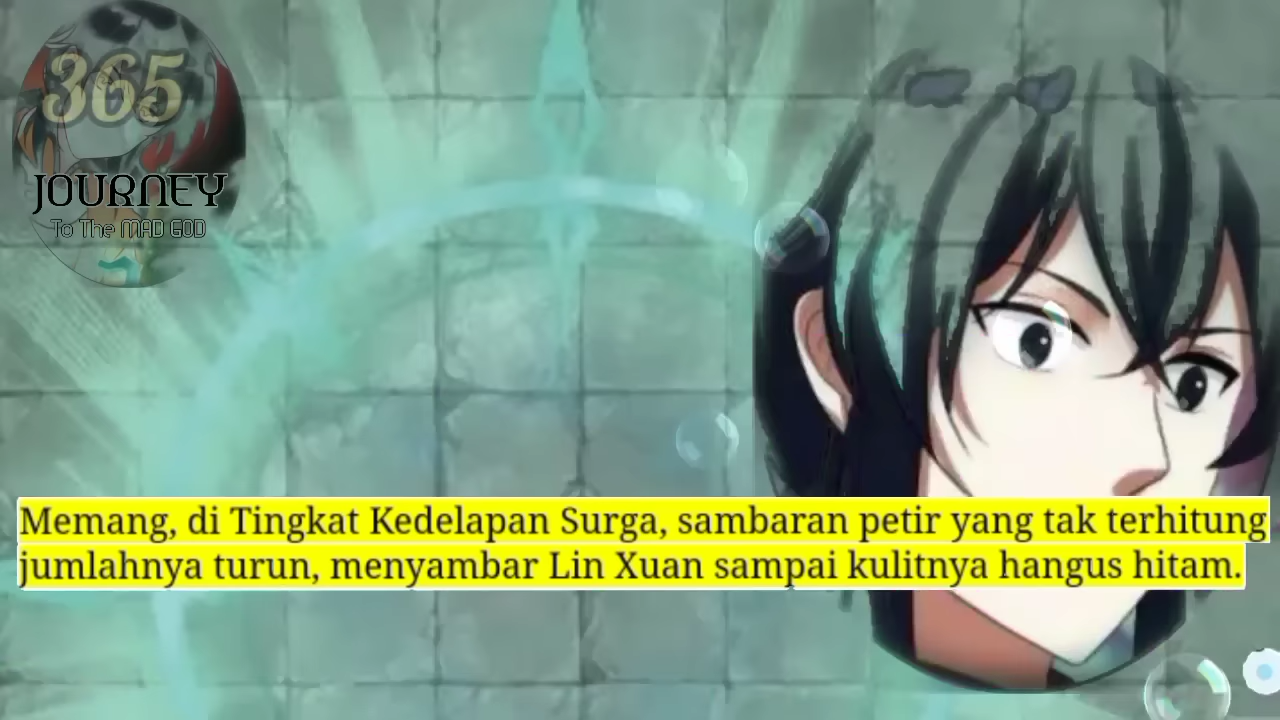 365
JOURNEY
To The MAD GOD
Memang, di Tingkat Kedelapan Surga, sambaran petir yang tak terhitung
jumlahnya turun, menyambar Lin Xuan sampai kulitnya hangus hitam.